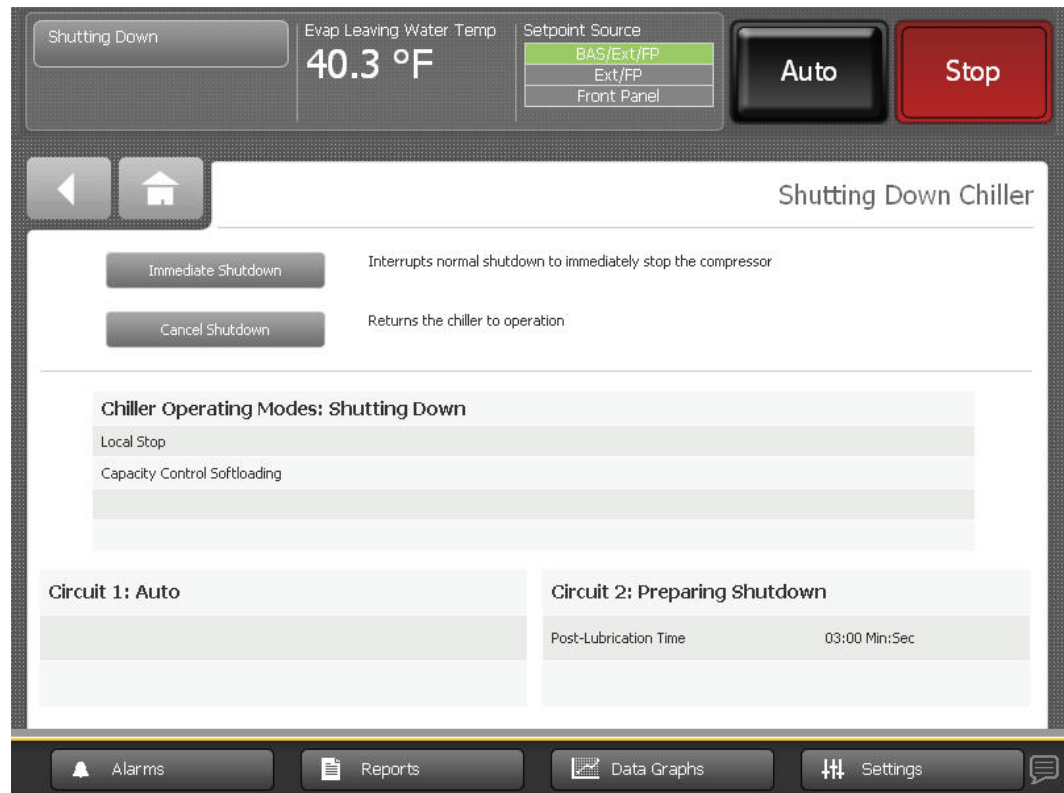 Shutting Down
Evap Leaving Water Temp
40.3 °F
Setpoint Source
BAS/Ext/FP
Ext/FP
Front Panel
Auto
Stop
Shutting Down Chiller
Immediate Shutdown
Interrupts normal shutdown to immediately stop the compressor
Cancel Shutdown
Returns the chiller to operation
Chiller Operating Modes: Shutting Down
Local Stop
Capacity Control Softloading
Circuit 1: Auto
Circuit 2: Preparing Shutdown
Post-Lubrication Time 03:00 Min:Sec
Alarms
Reports
Data Graphs
Settings